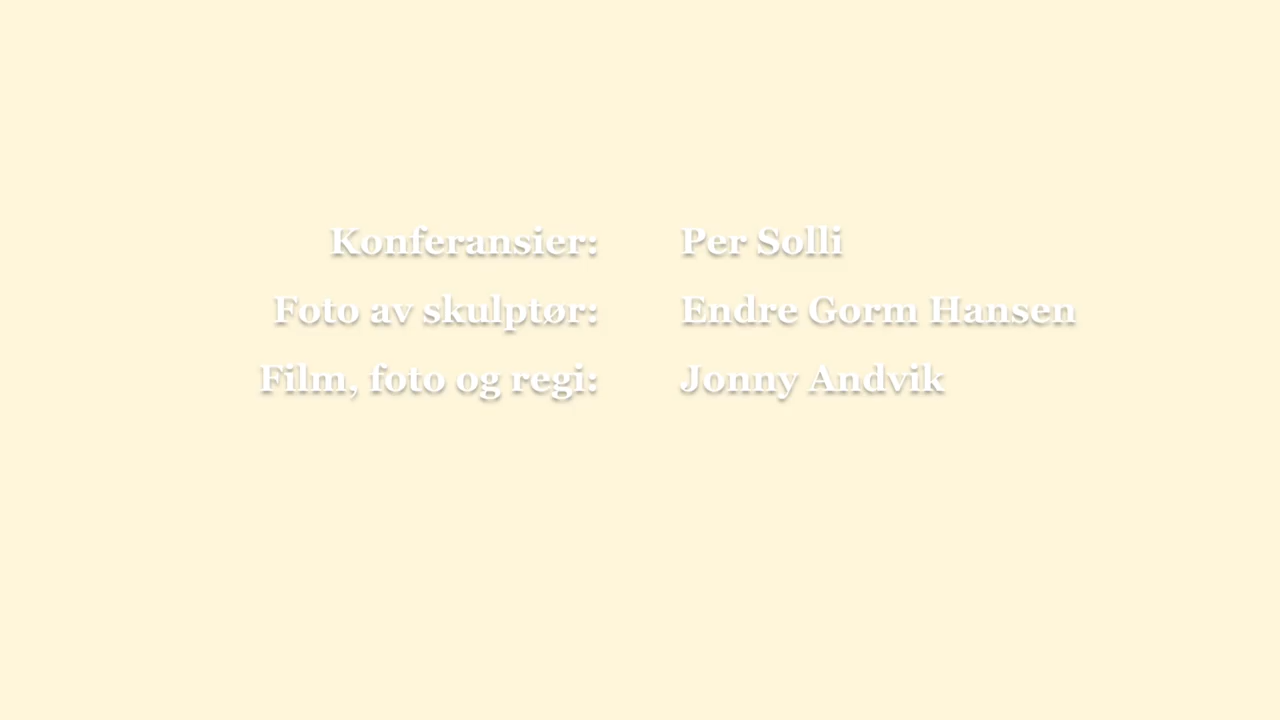 Konferansier: Per Solli
Foto av skulptør: Endre Gorm Hansen
Film, foto og regi: Jonny Andvik